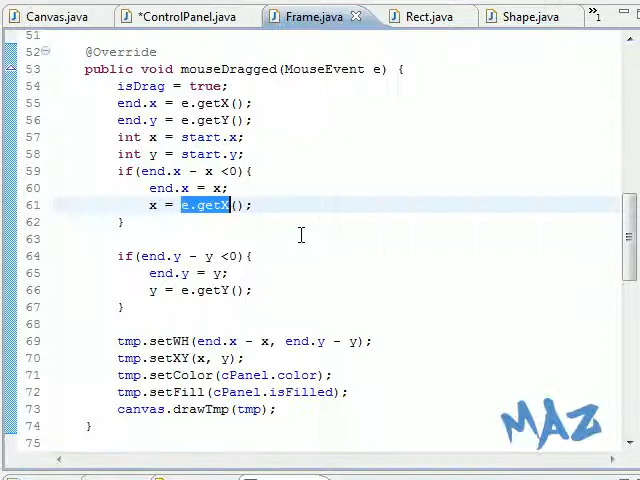 Canvas.java *ControlPanel.java Frame.java Rect.java Shape.java »1
51
52 @Override
53 public void mouseDragged(MouseEvent e) {
54 isDrag = true;
55 end.x = e.getX();
56 end.y = e.getY();
57 int x = start.x;
58 int y = start.y;
59 if(end.x - x <0){
60 end.x = x;
61 x = e.getX();
62 }
63
64 if(end.y - y <0){
65 end.y = y;
66 y = e.getY();
67 }
68
69 tmp.setWH(end.x - x, end.y - y);
70 tmp.setXY(x, y);
71 tmp.setColor(cPanel.color);
72 tmp.setFill(cPanel.isFilled);
73 canvas.drawTmp(tmp);
74 }
75
MAZ